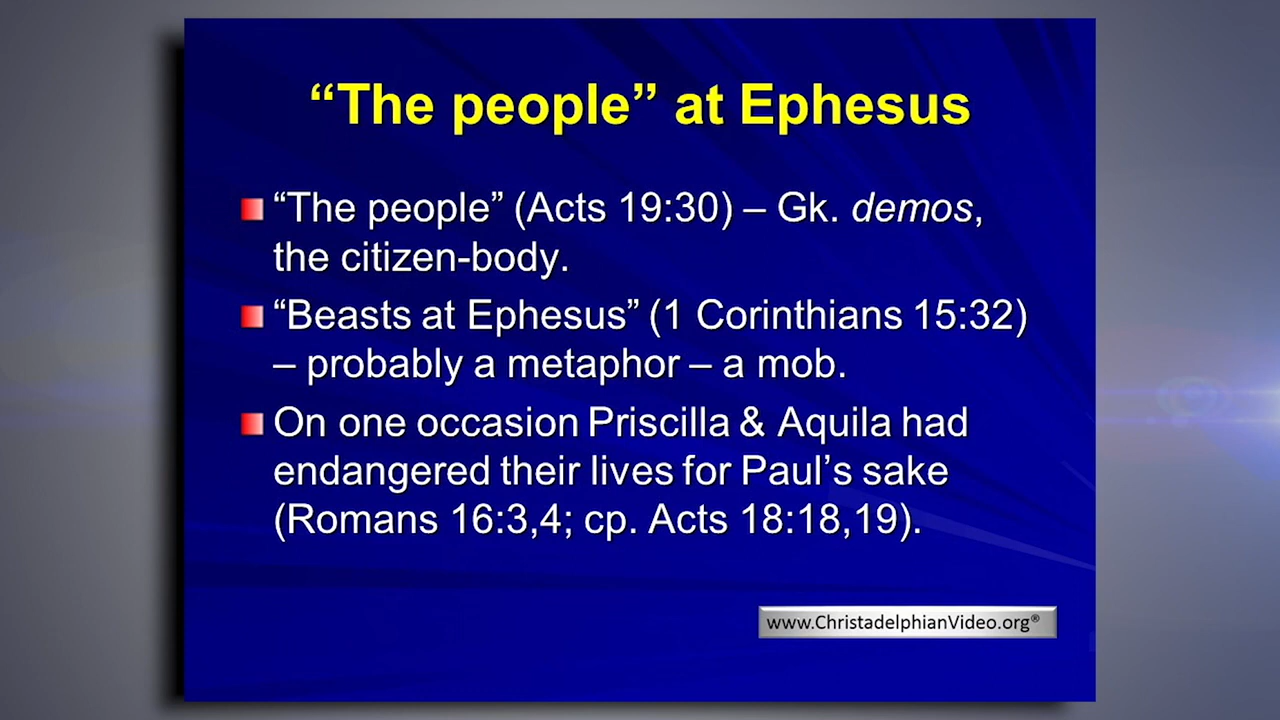 “The people” at Ephesus
“The people” (Acts 19:30) – Gk. demos,
the citizen-body.
“Beasts at Ephesus” (1 Corinthians 15:32)
– probably a metaphor – a mob.
On one occasion Priscilla & Aquila had
endangered their lives for Paul’s sake
(Romans 16:3,4; cp. Acts 18:18,19).
www.ChristadelphianVideo.org®